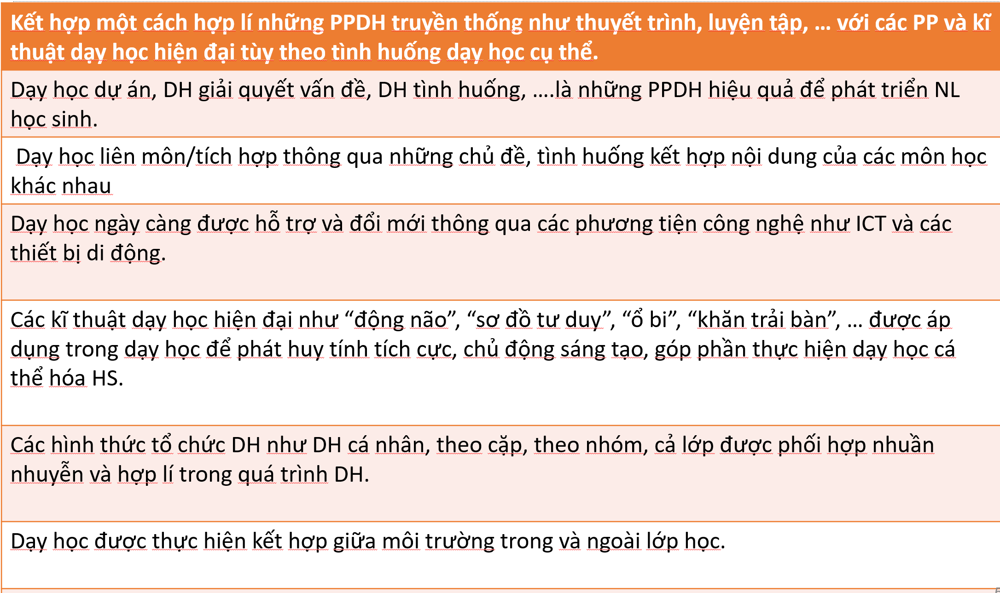 Kết hợp một cách hợp lí những PPDH truyền thống như thuyết trình, luyện tập, ... với các PP và kĩ
thuật dạy học hiện đại tùy theo tình huống dạy học cụ thể.
Dạy học dự án, DH giải quyết vấn đề, DH tình huống, ....là những PPDH hiệu quả để phát triển NL
học sinh.
Dạy học liên môn/tích hợp thông qua những chủ đề, tình huống kết hợp nội dung của các môn học
khác nhau
Dạy học ngày càng được hỗ trợ và đổi mới thông qua các phương tiện công nghệ như ICT và các
thiết bị di động.
Các kĩ thuật dạy học hiện đại như “động não”, “sơ đồ tư duy”, “ổ bi”, “khăn trải bàn”, ... được áp
dụng trong dạy học để phát huy tính tích cực, chủ động sáng tạo, góp phần thực hiện dạy học cá
thể hóa HS.
Các hình thức tổ chức DH như DH cá nhân, theo cặp, theo nhóm, cả lớp được phối hợp nhuần
nhuyễn và hợp lí trong quá trình DH.
Dạy học được thực hiện kết hợp giữa môi trường trong và ngoài lớp học.